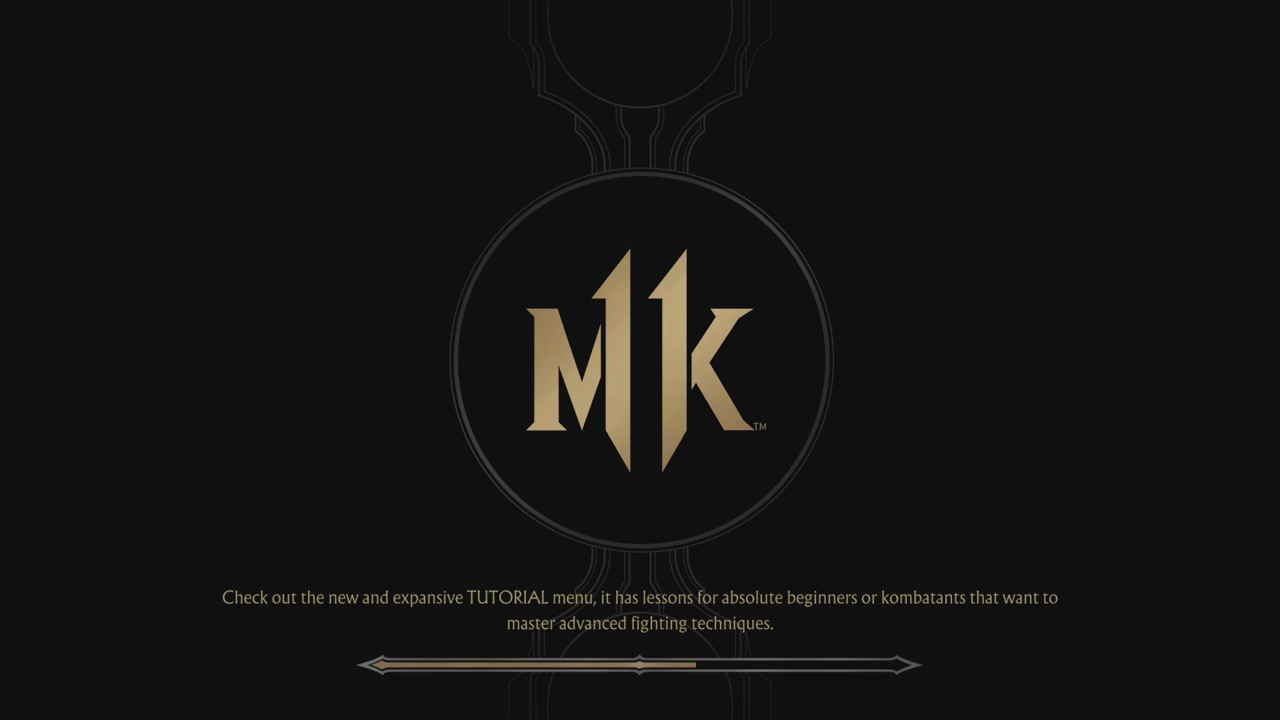 M11K™
Check out the new and expansive TUTORIAL menu, it has lessons for absolute beginners or kombatants that want to
master advanced fighting techniques.